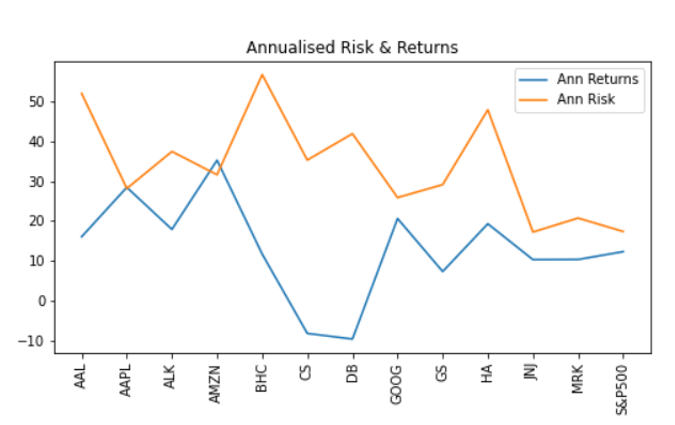 Annualised Risk & Returns
Ann Returns
Ann Risk
50
40
30
20
10
0
−10
AAL
AAPL
ALK
AMZN
BHC
CS
DB
GOOG
GS
HA
JNJ
MRK
S&P500